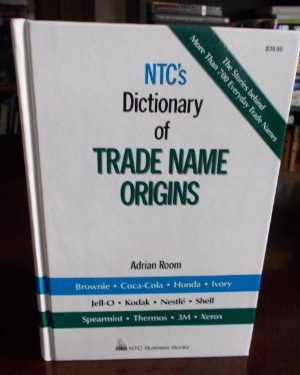 $39.95
The Stories behind
More Than 700 Everyday Trade Names
NTC's
Dictionary
of
TRADE NAME
ORIGINS
Adrian Room
Brownie • Coca-Cola • Honda • Ivory
Jell-O • Kodak • Nestlé • Shell
Spearmint • Thermos • 3M • Xerox
NTC Business Books